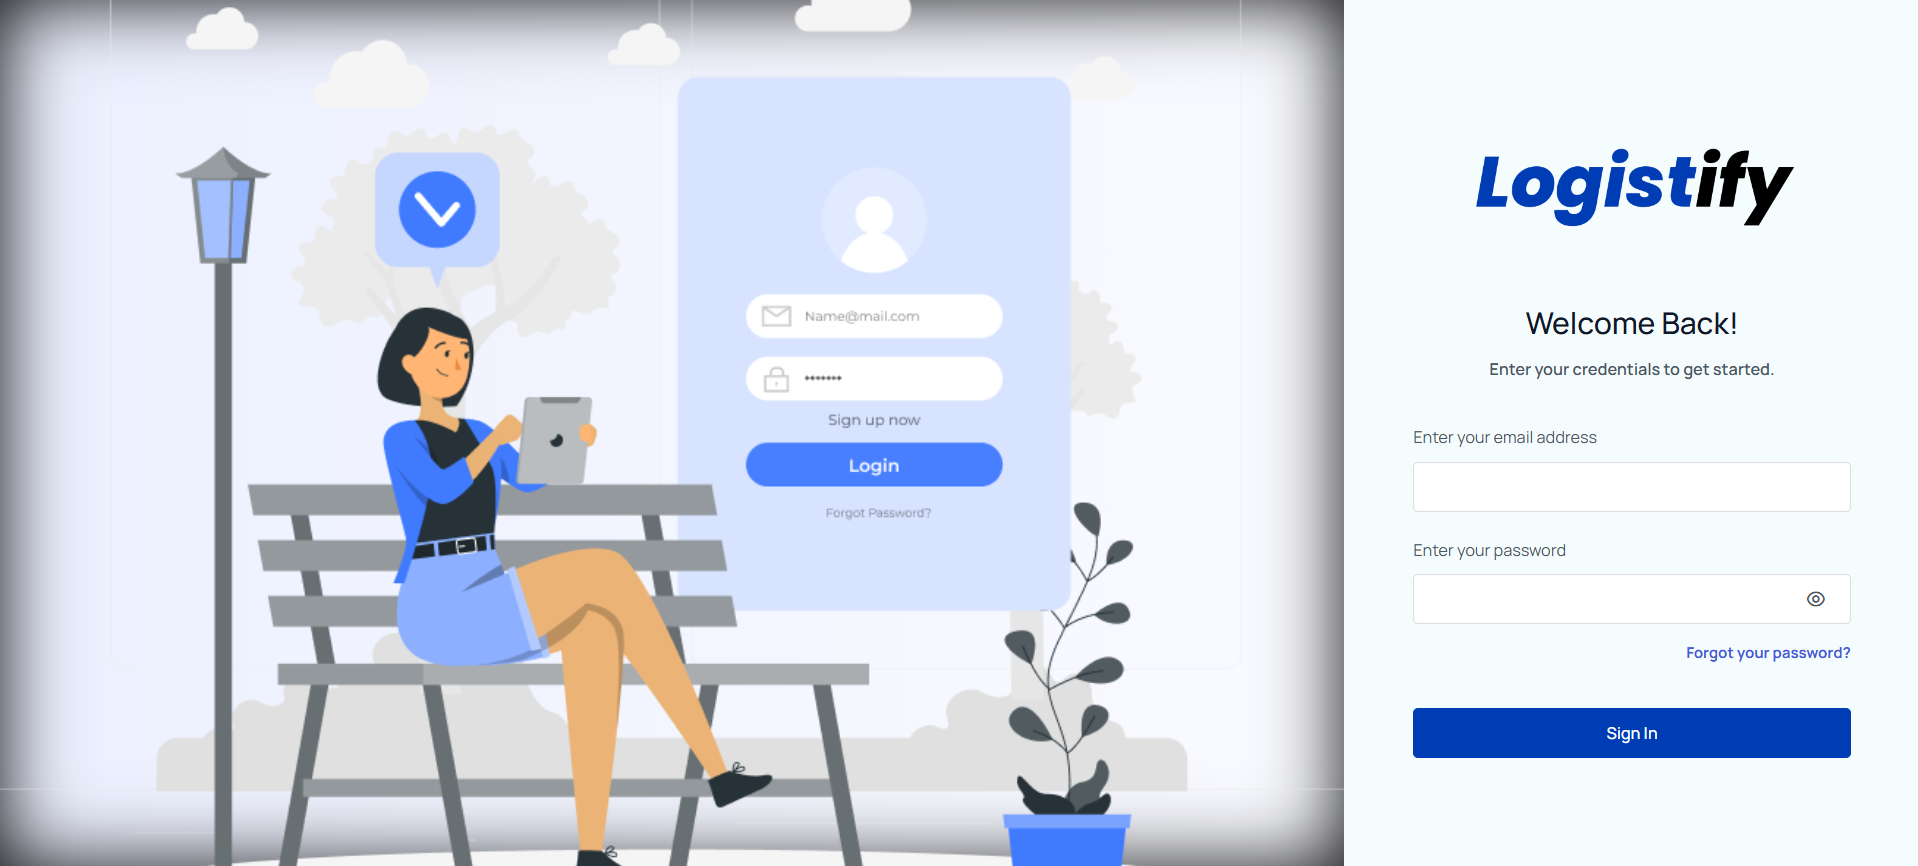 Name@mail.com
*******
Sign up now
Login
Forgot Password?
Logistify
Welcome Back!
Enter your credentials to get started.
Enter your email address
Enter your password
Forgot your password?
Sign In